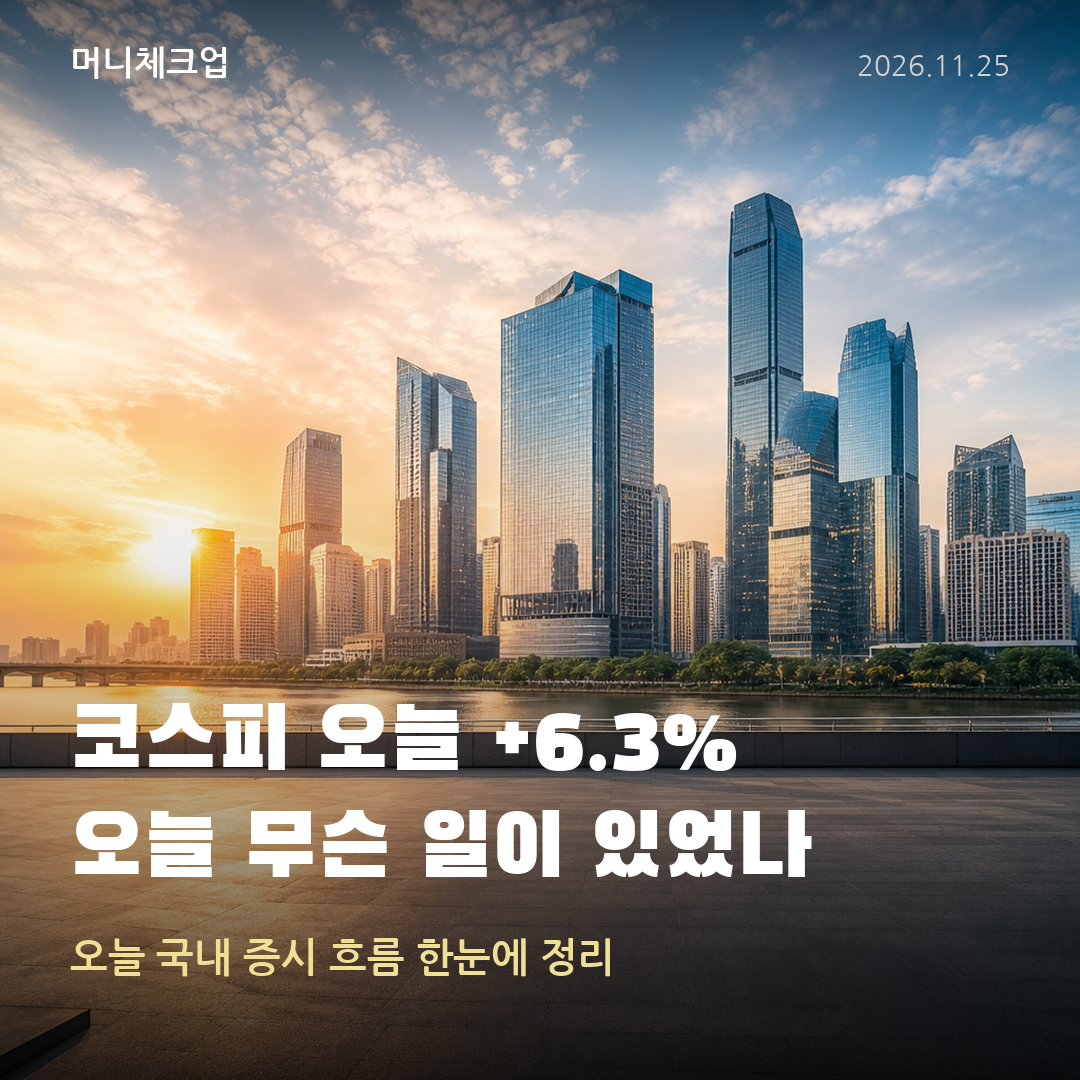 머니체크업
2026.11.25
코스피 오늘 +6.3%
오늘 무슨 일이 있었나
오늘 국내 증시 흐름 한눈에 정리